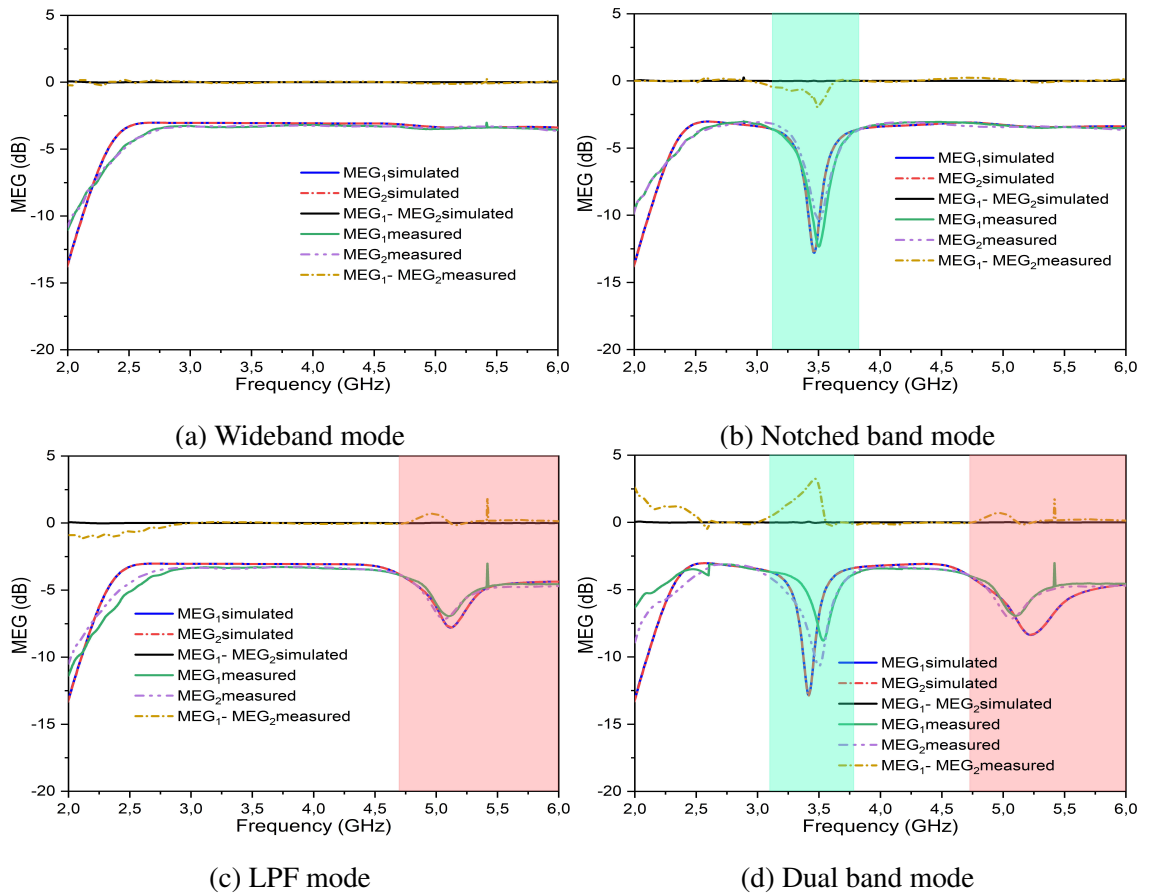 5
0
-5
-10
-15
-20
MEG (dB)
MEG₁simulated
MEG₂simulated
MEG₁- MEG₂simulated
MEG₁measured
MEG₂measured
MEG₁- MEG₂measured
2,0 2,5 3,0 3,5 4,0 4,5 5,0 5,5 6,0
Frequency (GHz)
(a) Wideband mode
5
0
-5
-10
-15
-20
MEG (dB)
MEG₁simulated
MEG₂simulated
MEG₁- MEG₂simulated
MEG₁measured
MEG₂measured
MEG₁- MEG₂measured
2,0 2,5 3,0 3,5 4,0 4,5 5,0 5,5 6,0
Frequency (GHz)
(b) Notched band mode
5
0
-5
-10
-15
-20
MEG (dB)
MEG₁simulated
MEG₂simulated
MEG₁- MEG₂simulated
MEG₁measured
MEG₂measured
MEG₁- MEG₂measured
2,0 2,5 3,0 3,5 4,0 4,5 5,0 5,5 6,0
Frequency (GHz)
(c) LPF mode
5
0
-5
-10
-15
-20
MEG (dB)
MEG₁simulated
MEG₂simulated
MEG₁- MEG₂simulated
MEG₁measured
MEG₂measured
MEG₁- MEG₂measured
2,0 2,5 3,0 3,5 4,0 4,5 5,0 5,5 6,0
Frequency (GHz)
(d) Dual band mode